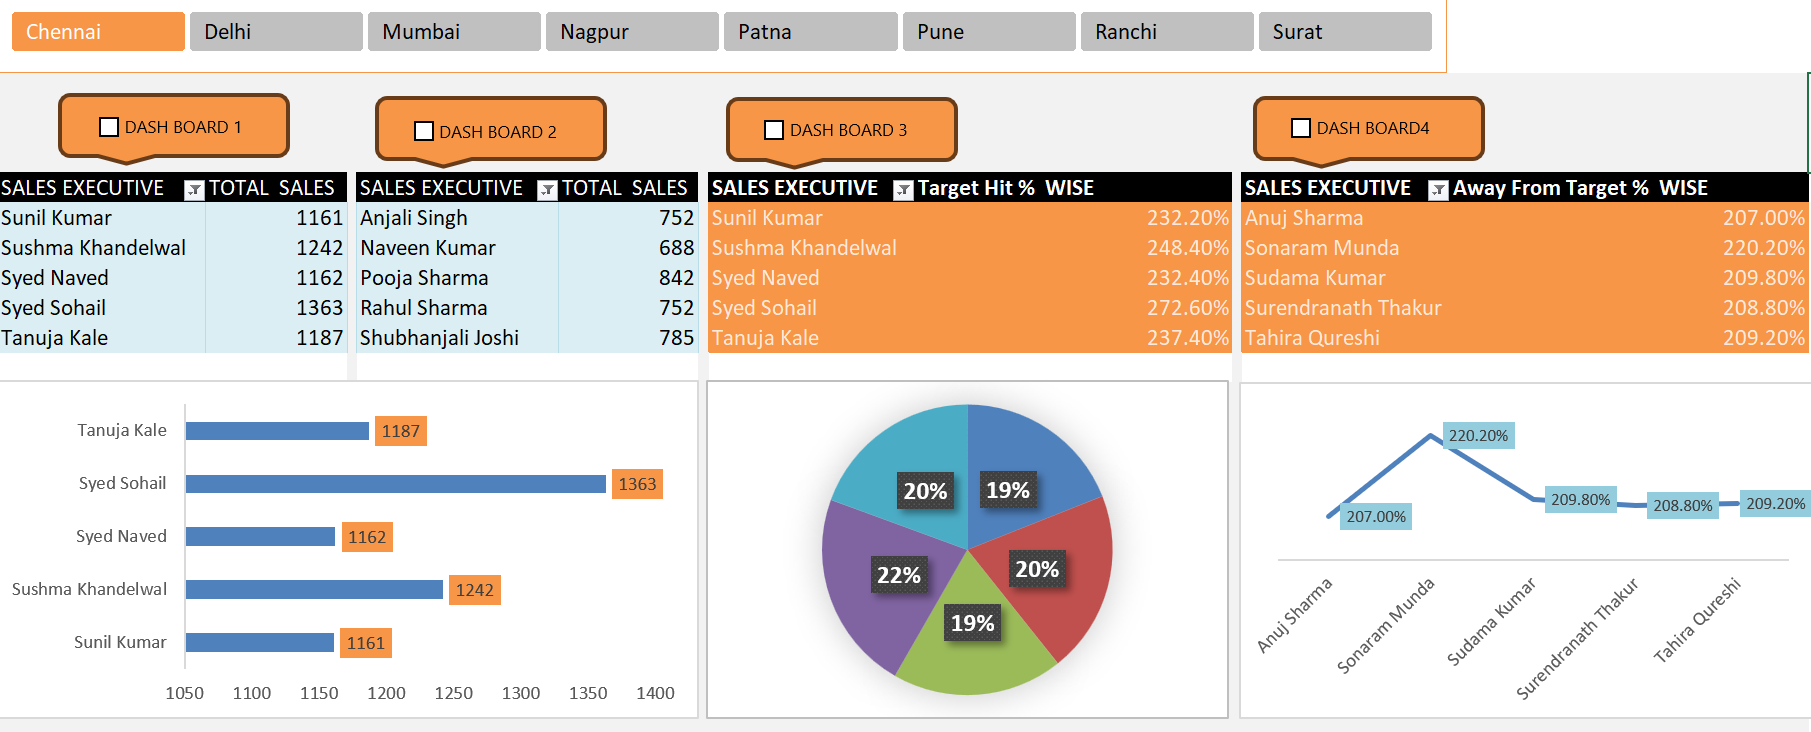 Chennai Delhi Mumbai Nagpur Patna Pune Ranchi Surat
DASH BOARD 1 DASH BOARD 2 DASH BOARD 3 DASH BOARD4
SALES EXECUTIVE TOTAL SALES SALES EXECUTIVE TOTAL SALES SALES EXECUTIVE Target Hit % WISE SALES EXECUTIVE Away From Target % WISE
Sunil Kumar 1161 Anjali Singh 752 Sunil Kumar 232.20% Anuj Sharma 207.00%
Sushma Khandelwal 1242 Naveen Kumar 688 Sushma Khandelwal 248.40% Sonaram Munda 220.20%
Syed Naved 1162 Pooja Sharma 842 Syed Naved 232.40% Sudama Kumar 209.80%
Syed Sohail 1363 Rahul Sharma 752 Syed Sohail 272.60% Surendranath Thakur 208.80%
Tanuja Kale 1187 Shubhanjali Joshi 785 Tanuja Kale 237.40% Tahira Qureshi 209.20%
Tanuja Kale 1187
Syed Sohail 1363
Syed Naved 1162
Sushma Khandelwal 1242
Sunil Kumar 1161
1050 1100 1150 1200 1250 1300 1350 1400
20% 19%
22% 20%
19%
220.20%
207.00% 209.80% 208.80% 209.20%
Anuj Sharma Sonaram Munda Sudama Kumar Surendranath Thakur Tahira Qureshi